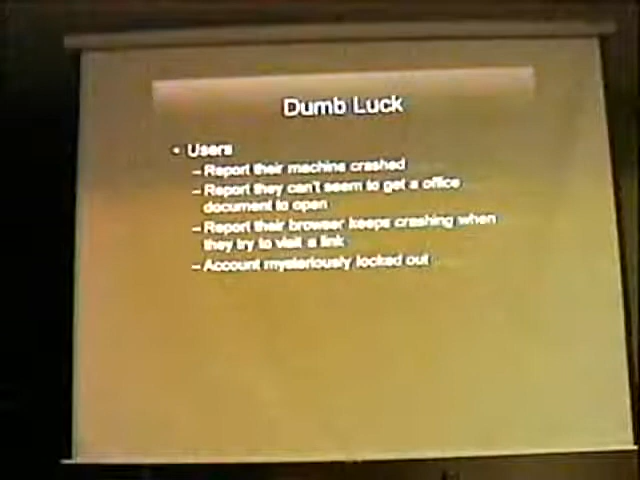 Dumb Luck
• Users
– Report their machine crashed
– Report they can't seem to get a office
document to open
– Report their browser keeps crashing when
they try to visit a link
– Account mysteriously locked out